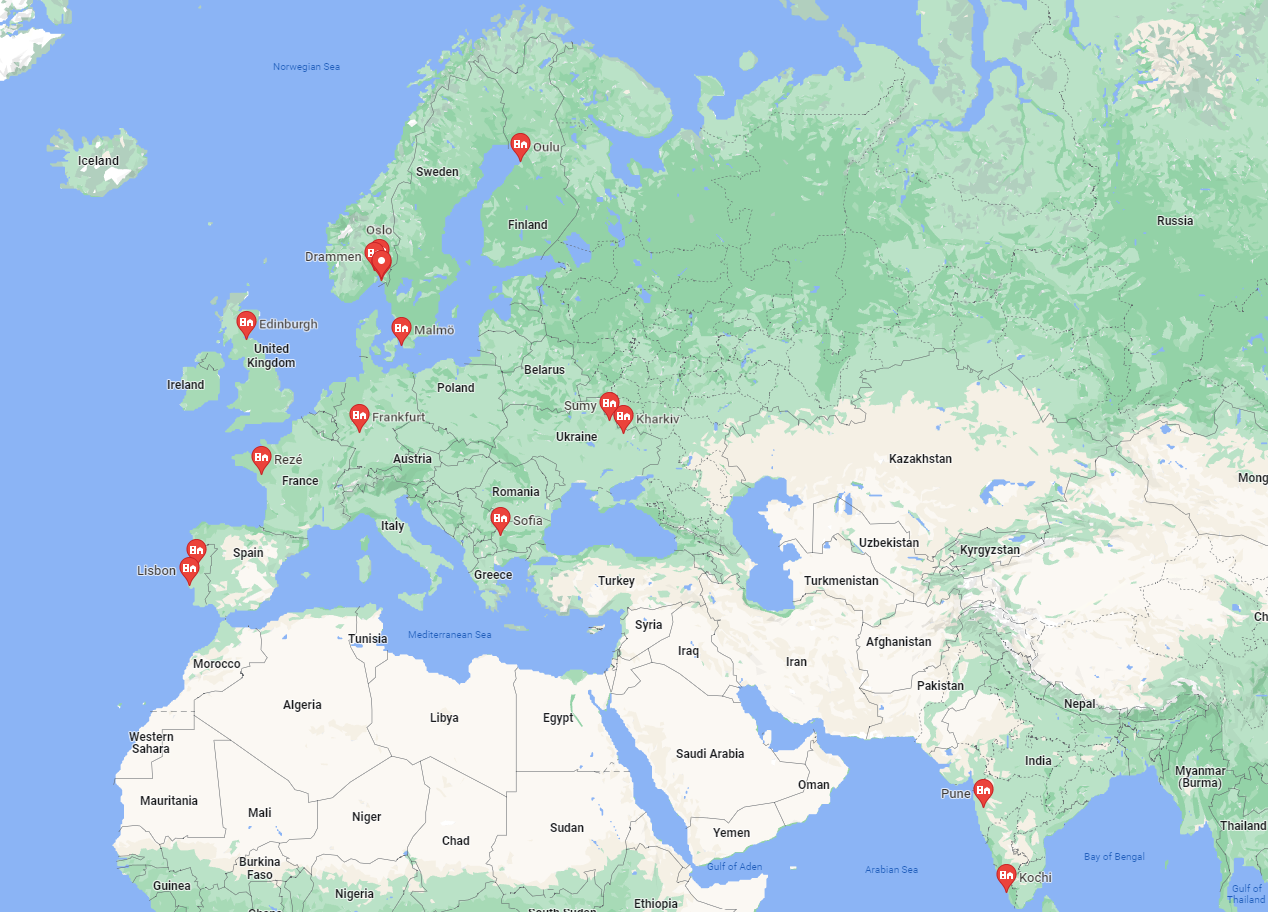 Norwegian Sea
Oulu
Iceland
Sweden
Russia
Finland
Oslo
Drammen
Edinburgh
Malmö
United
Kingdom
Belarus
Ireland
Poland
Sumy
Frankfurt
Kharkiv
Ukraine
Rezé
Austria
Kazakhstan
France
Mong
Romania
Sofia
Italy
Uzbekistan
Spain
Kyrgyzstan
Lisbon
Greece
Turkey
Turkmenistan
Ch
Syria
Mediterranean Sea
Tunisia
Afghanistan
Iraq
Morocco
Iran
Pakistan
Algeria
Nepal
Libya
Egypt
Western
Sahara
Saudi Arabia
India
Myanmar
(Burma)
Oman
Pune
Mauritania
Mali
Niger
Thailand
Sudan
Yemen
Chad
Bay of Bengal
Burkina
Faso
Gulf of Aden
Arabian Sea
Kochi
Guinea
Nigeria
Gulf of
Thailand
Ethiopia